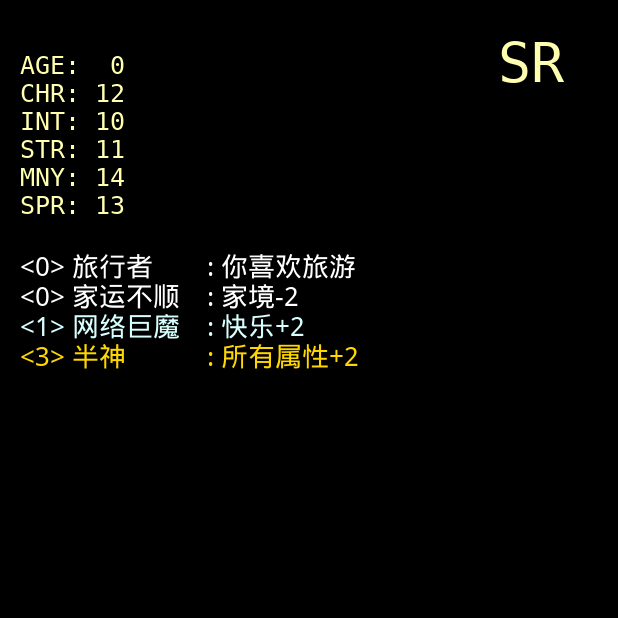 SR
AGE: 0
CHR: 12
INT: 10
STR: 11
MNY: 14
SPR: 13
<0> 旅行者 : 你喜欢旅游
<0> 家运不顺 : 家境-2
<1> 网络巨魔 : 快乐+2
<3> 半神 : 所有属性+2